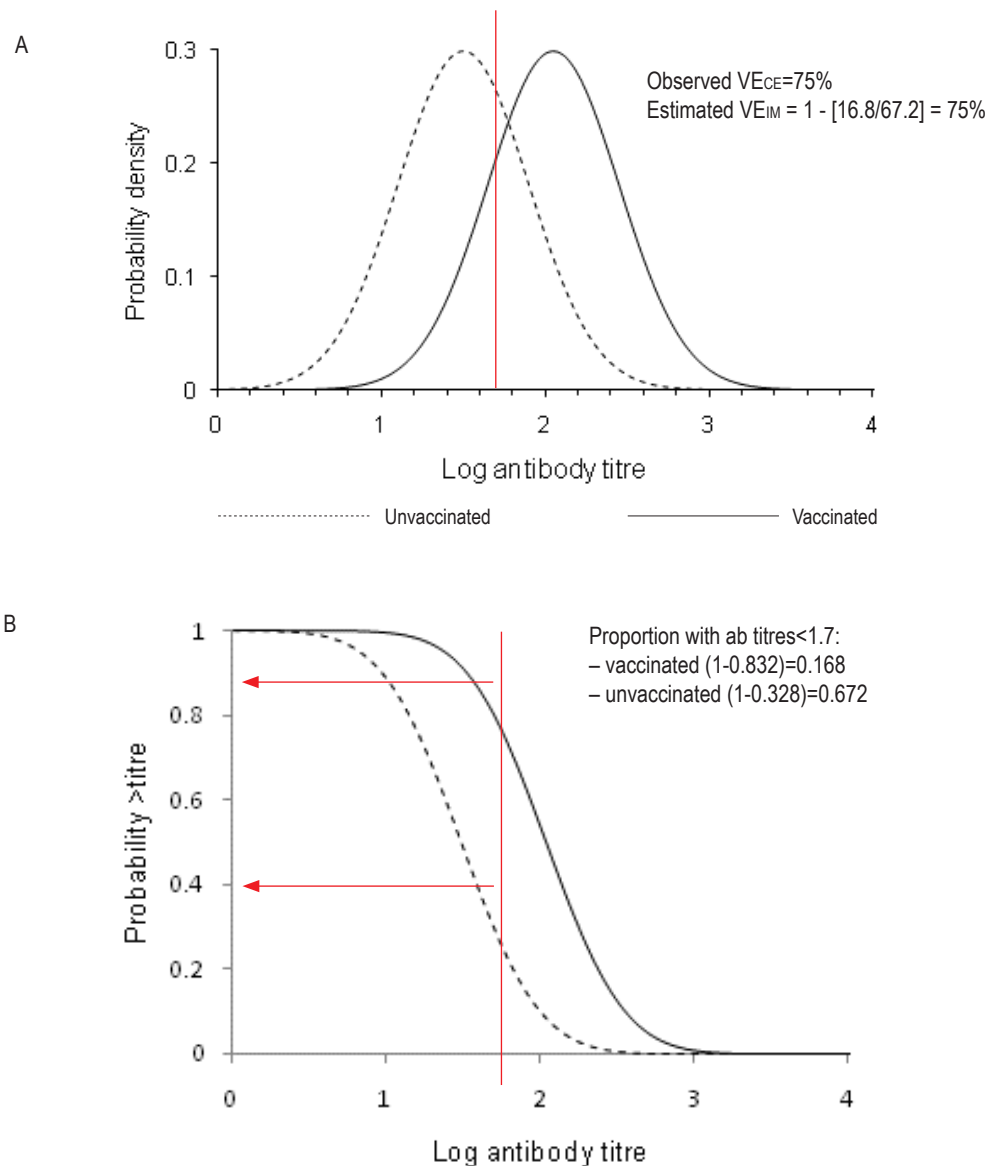 A
0.3
0.2
0.1
0
Probability density
Observed VECE=75%
Estimated VEIM = 1 - [16.8/67.2] = 75%
0 1 2 3 4
Log antibody titre
Unvaccinated Vaccinated
B
1
0.8
0.6
0.4
0.2
0
Probability >titre
Proportion with ab titres<1.7:
– vaccinated (1-0.832)=0.168
– unvaccinated (1-0.328)=0.672
0 1 2 3 4
Log antibody titre